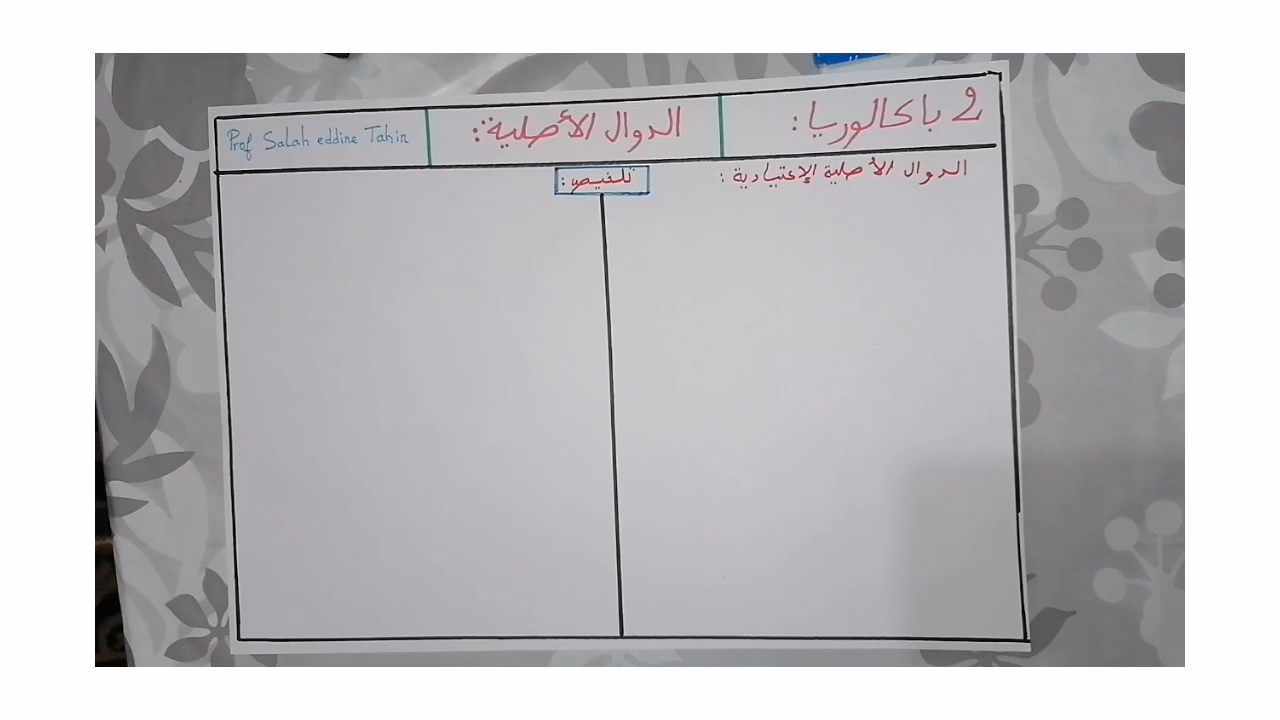 2 باكالوريا :
الدوال الأصلية :
Prof Salah eddine Tahir
تلخيص :
الدوال الأصلية الإعتيادية :